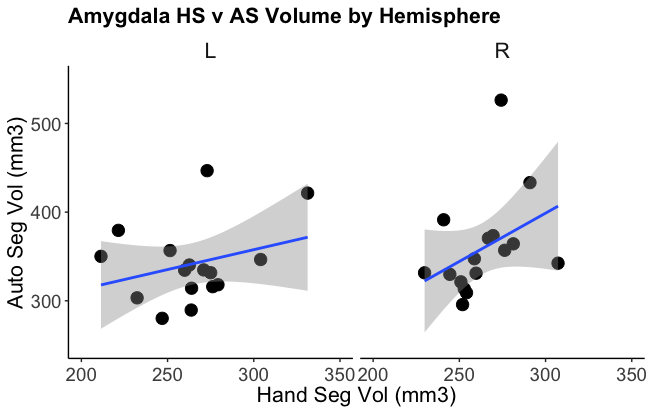 Amygdala HS v AS Volume by Hemisphere
L
R
Auto Seg Vol (mm3)
500
400
300
200 250 300 350 200 250 300 350
Hand Seg Vol (mm3)